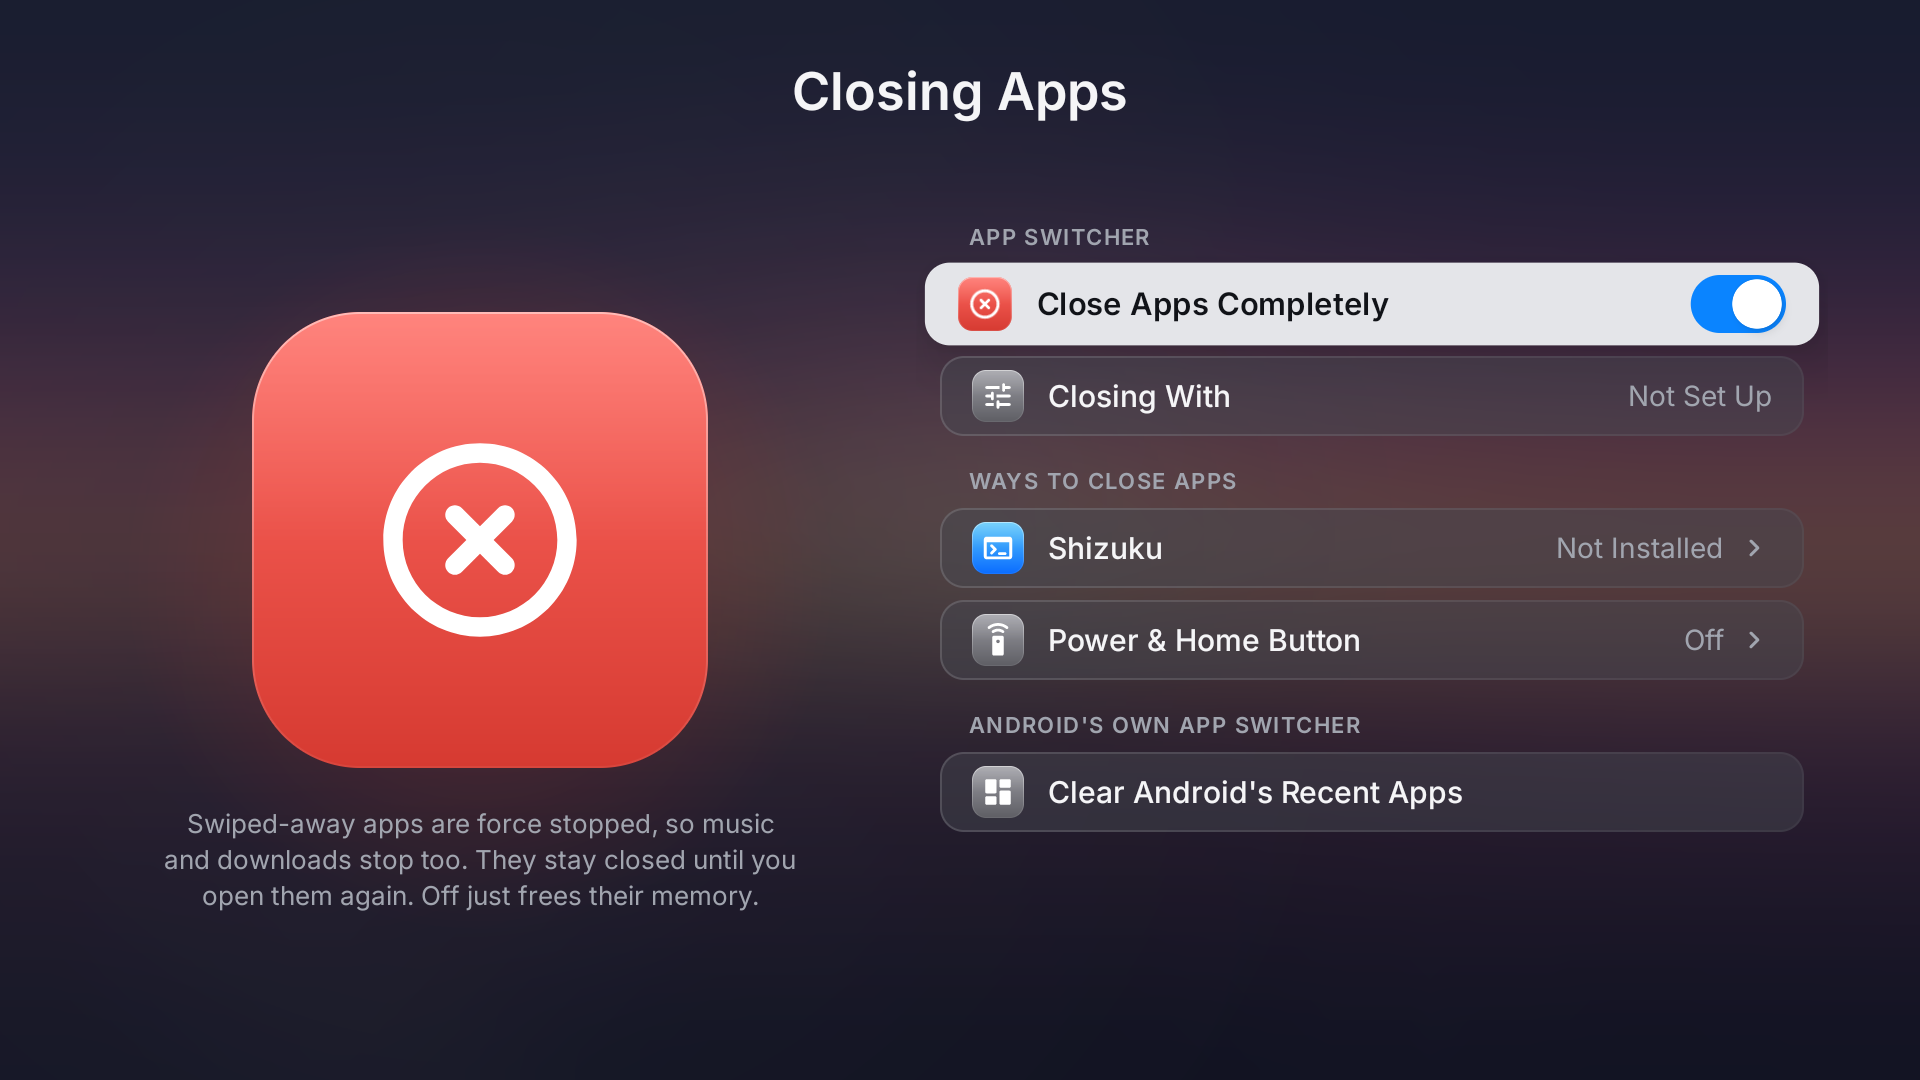 Closing Apps
APP SWITCHER
Close Apps Completely
Closing With
Not Set Up
WAYS TO CLOSE APPS
Shizuku
Not Installed
Power & Home Button
Off
ANDROID'S OWN APP SWITCHER
Clear Android's Recent Apps
Swiped-away apps are force stopped, so music
and downloads stop too. They stay closed until you
open them again. Off just frees their memory.